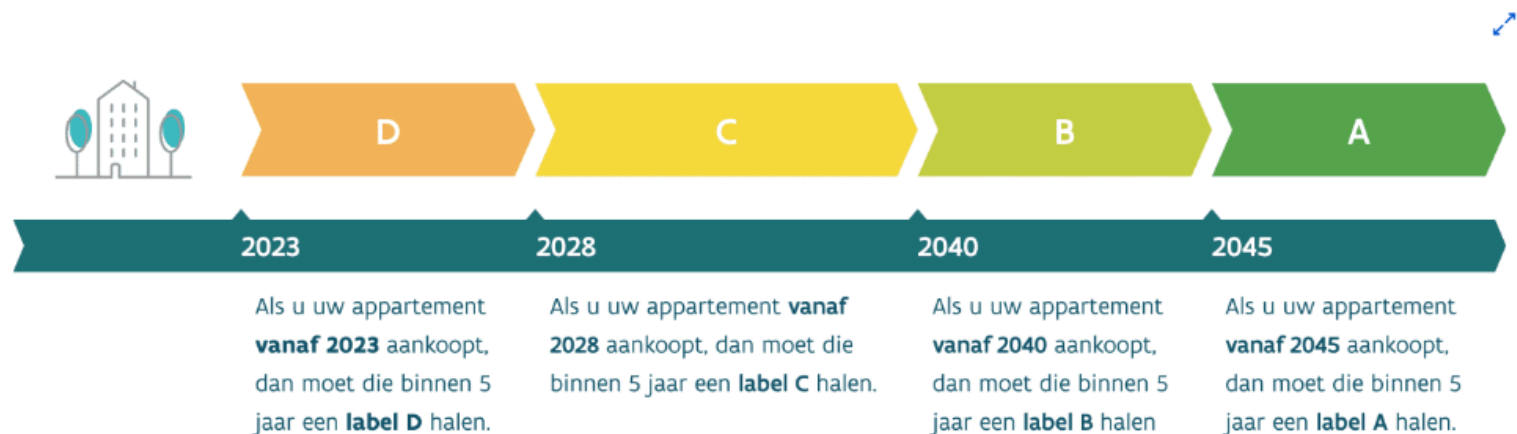 D
C
B
A
2023
2028
2040
2045
Als u uw appartement
vanaf 2023 aankoopt,
dan moet die binnen 5
jaar een label D halen.
Als u uw appartement vanaf
2028 aankoopt, dan moet die
binnen 5 jaar een label C halen.
Als u uw appartement
vanaf 2040 aankoopt,
dan moet die binnen 5
jaar een label B halen
Als u uw appartement
vanaf 2045 aankoopt,
dan moet die binnen 5
jaar een label A halen.